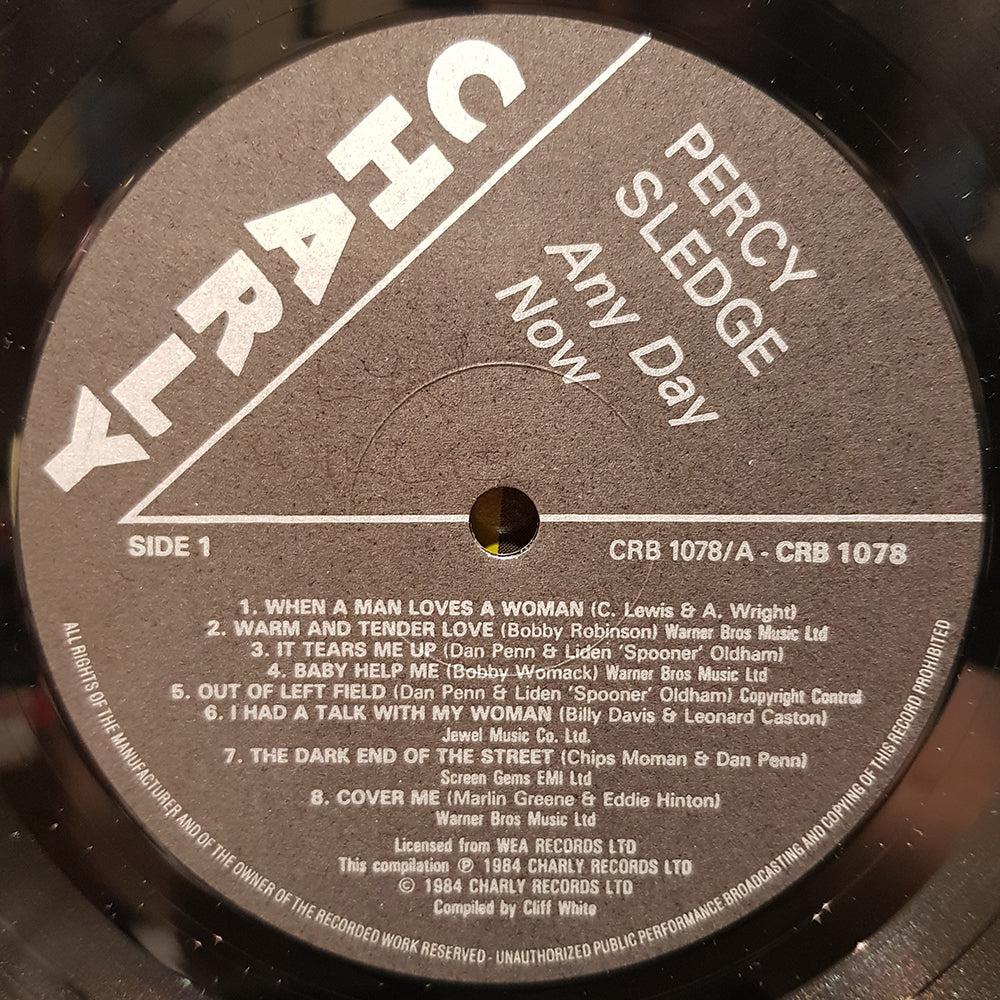 CHARLY
PERCY
SLEDGE
Any Day
Now
SIDE 1
CRB 1078/A - CRB 1078
1. WHEN A MAN LOVES A WOMAN (C. Lewis & A. Wright)
2. WARM AND TENDER LOVE (Bobby Robinson) Warner Bros Music Ltd
3. IT TEARS ME UP (Dan Penn & Liden 'Spooner' Oldham)
4. BABY HELP ME (Bobby Womack) Warner Bros Music Ltd
5. OUT OF LEFT FIELD (Dan Penn & Liden 'Spooner' Oldham) Copyright Control
6. I HAD A TALK WITH MY WOMAN (Billy Davis & Leonard Caston)
Jewel Music Co. Ltd.
7. THE DARK END OF THE STREET (Chips Moman & Dan Penn)
Screen Gems EMI Ltd
8. COVER ME (Marlin Greene & Eddie Hinton)
Warner Bros Music Ltd
Licensed from WEA RECORDS LTD
This compilation ℗ 1984 CHARLY RECORDS LTD
© 1984 CHARLY RECORDS LTD
Compiled by Cliff White
ALL RIGHTS OF THE MANUFACTURER AND OF THE OWNER OF THE RECORDED WORK RESERVED - UNAUTHORIZED PUBLIC PERFORMANCE BROADCASTING AND COPYING OF THIS RECORD PROHIBITED